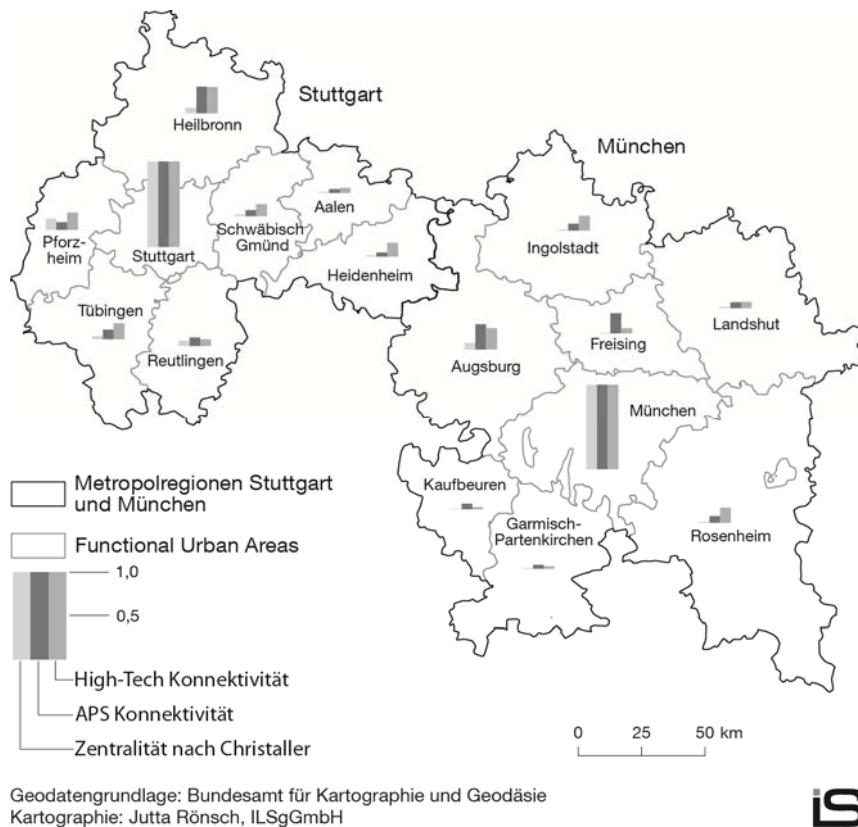 Stuttgart
Heilbronn
München
Pforz-
heim
Stuttgart
Schwäbisch
Gmünd
Aalen
Heidenheim
Ingolstadt
Tübingen
Reutlingen
Augsburg
Freising
Landshut
München
Kaufbeuren
Garmisch-
Partenkirchen
Rosenheim
Metropolregionen Stuttgart
und München
Functional Urban Areas
1,0
0,5
High-Tech Konnektivität
APS Konnektivität
Zentralität nach Christaller
0 25 50 km
Geodatengrundlage: Bundesamt für Kartographie und Geodäsie
Kartographie: Jutta Rönsch, ILSgGmbH
iLS